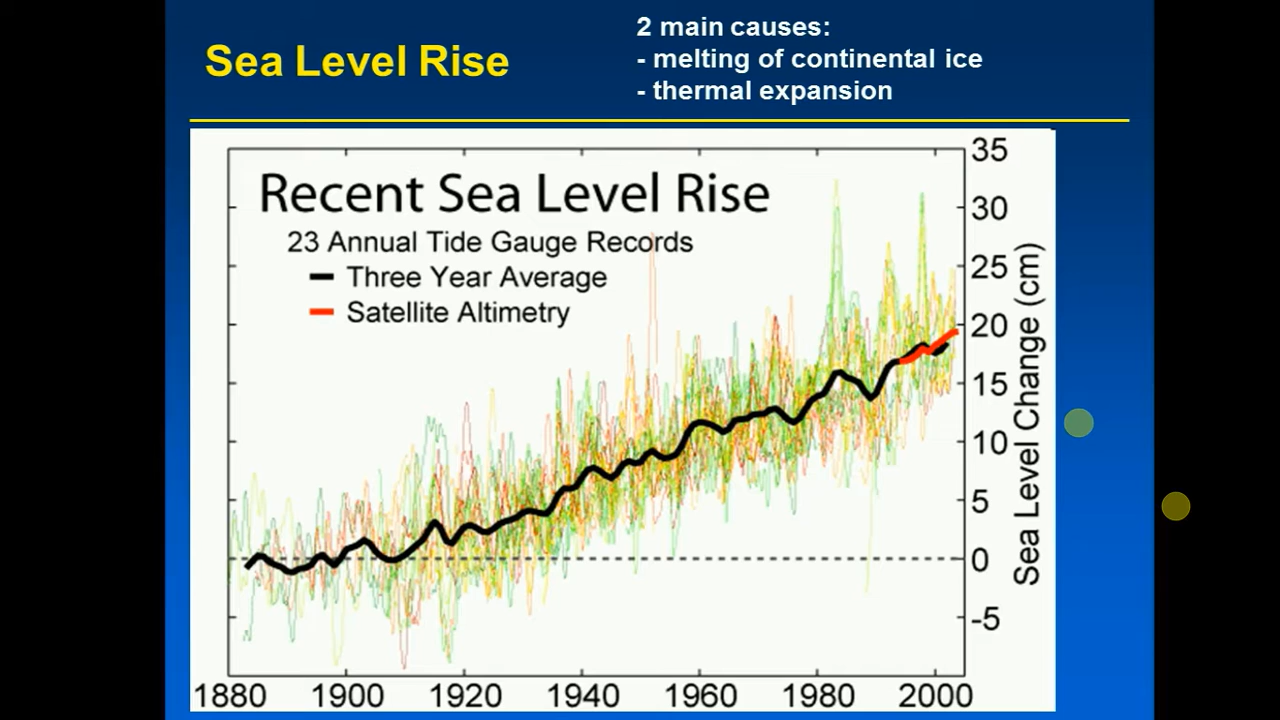 Sea Level Rise
2 main causes:
- melting of continental ice
- thermal expansion
Recent Sea Level Rise
23 Annual Tide Gauge Records
Three Year Average
Satellite Altimetry
35
30
25
20
15
10
5
0
-5
Sea Level Change (cm)
1880 1900 1920 1940 1960 1980 2000